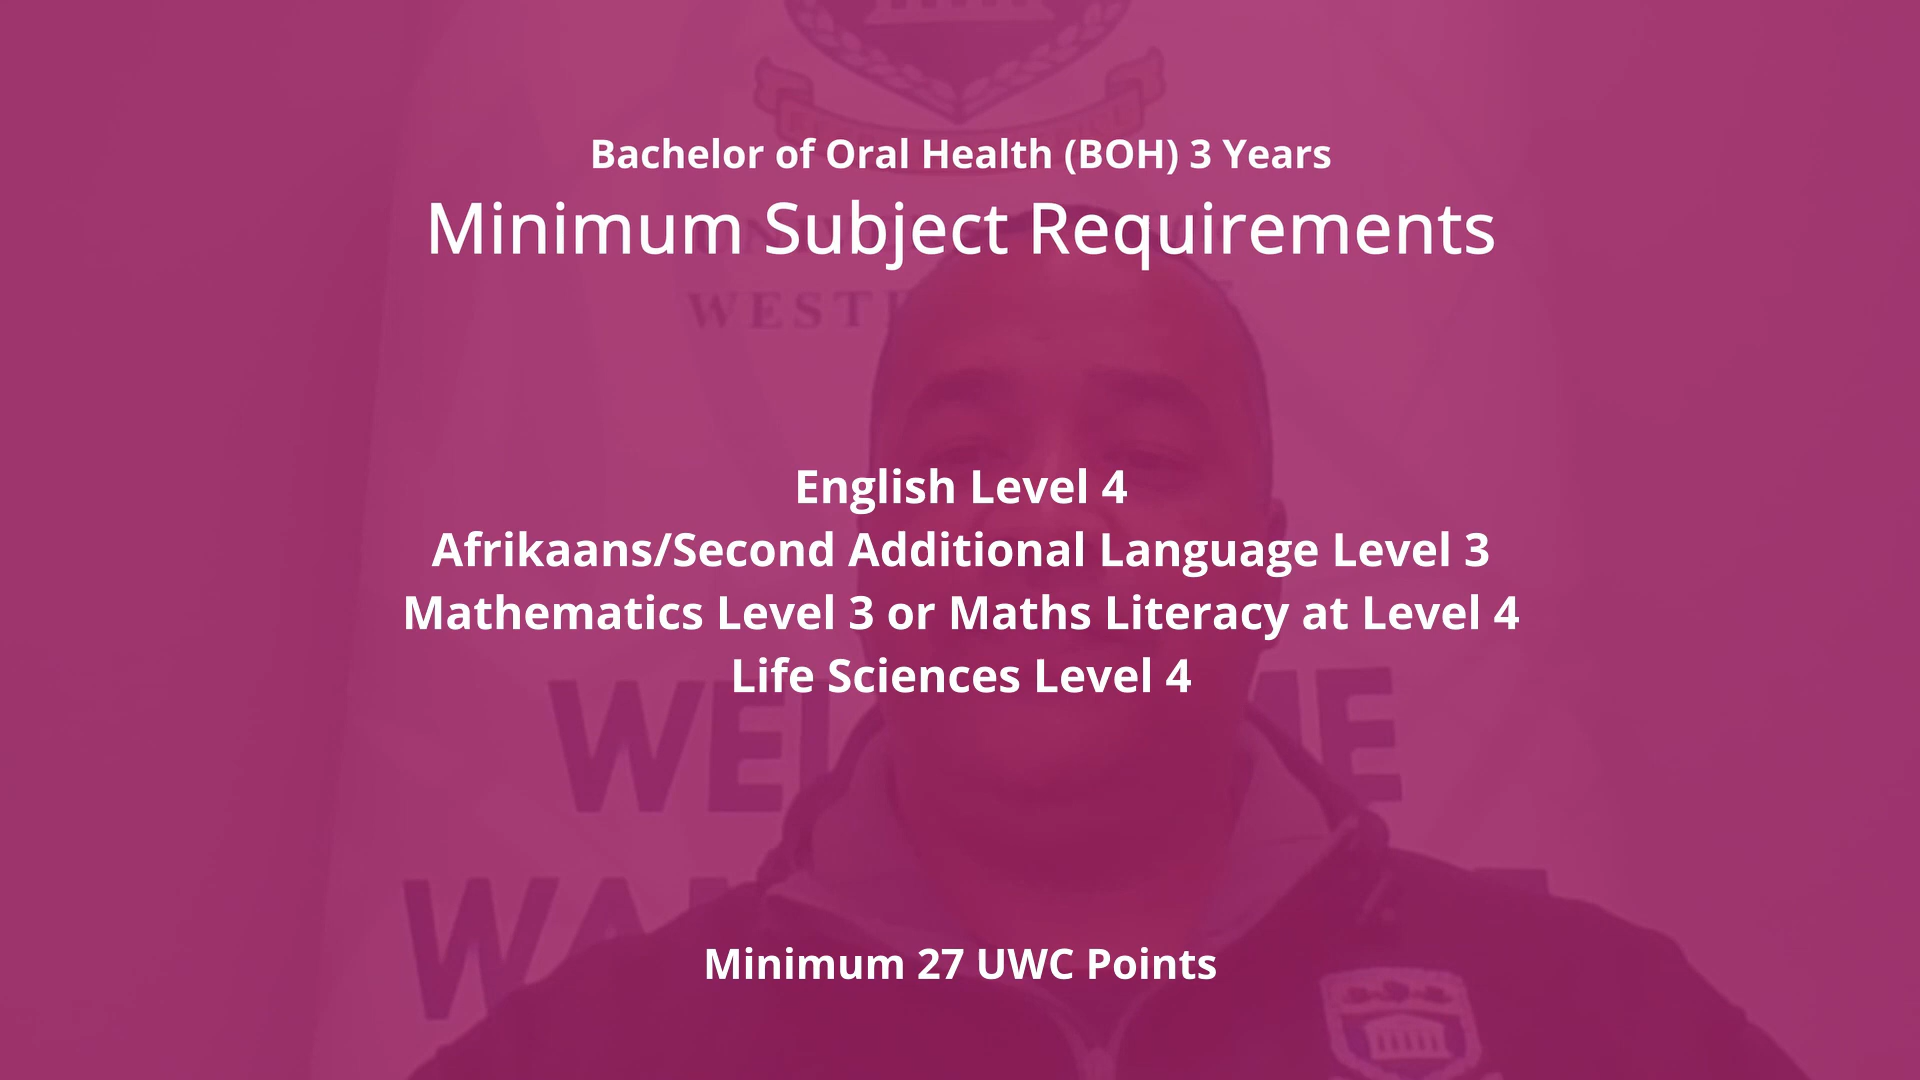 Bachelor of Oral Health (BOH) 3 Years
Minimum Subject Requirements
English Level 4
Afrikaans/Second Additional Language Level 3
Mathematics Level 3 or Maths Literacy at Level 4
Life Sciences Level 4
Minimum 27 UWC Points